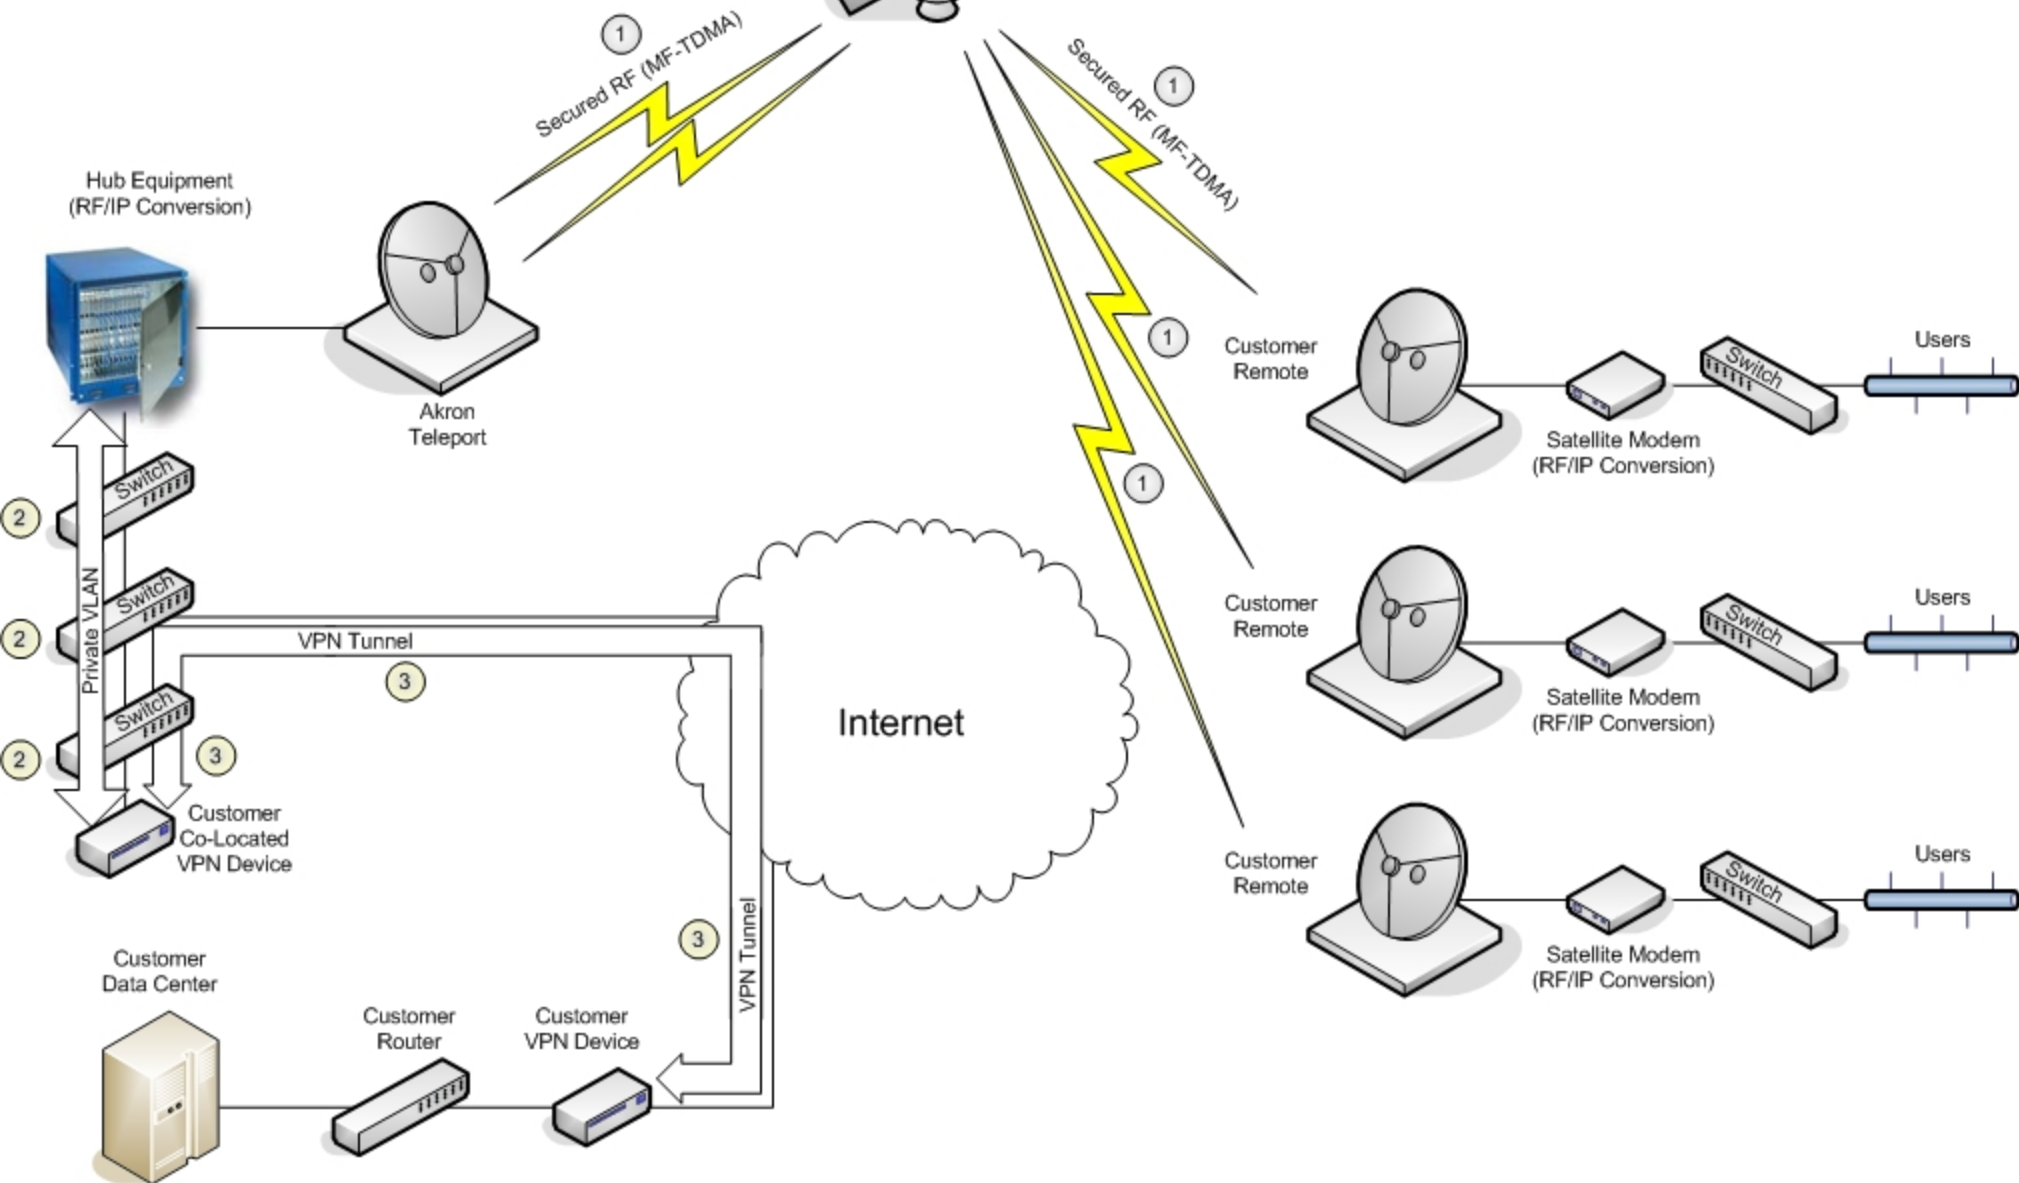 1
Secured RF (MF-TDMA)
1
Secured RF (MF-TDMA)
Hub Equipment
(RF/IP Conversion)
Akron
Teleport
1
1
Customer
Remote
Switch
Users
Satellite Modem
(RF/IP Conversion)
Switch
2
Switch
2
Private VLAN
Switch
2
VPN Tunnel
3
3
Internet
Customer
Co-Located
VPN Device
Customer
Remote
Switch
Users
Satellite Modem
(RF/IP Conversion)
Customer
Remote
Switch
Users
Satellite Modem
(RF/IP Conversion)
3
VPN Tunnel
Customer
Data Center
Customer
Router
Customer
VPN Device